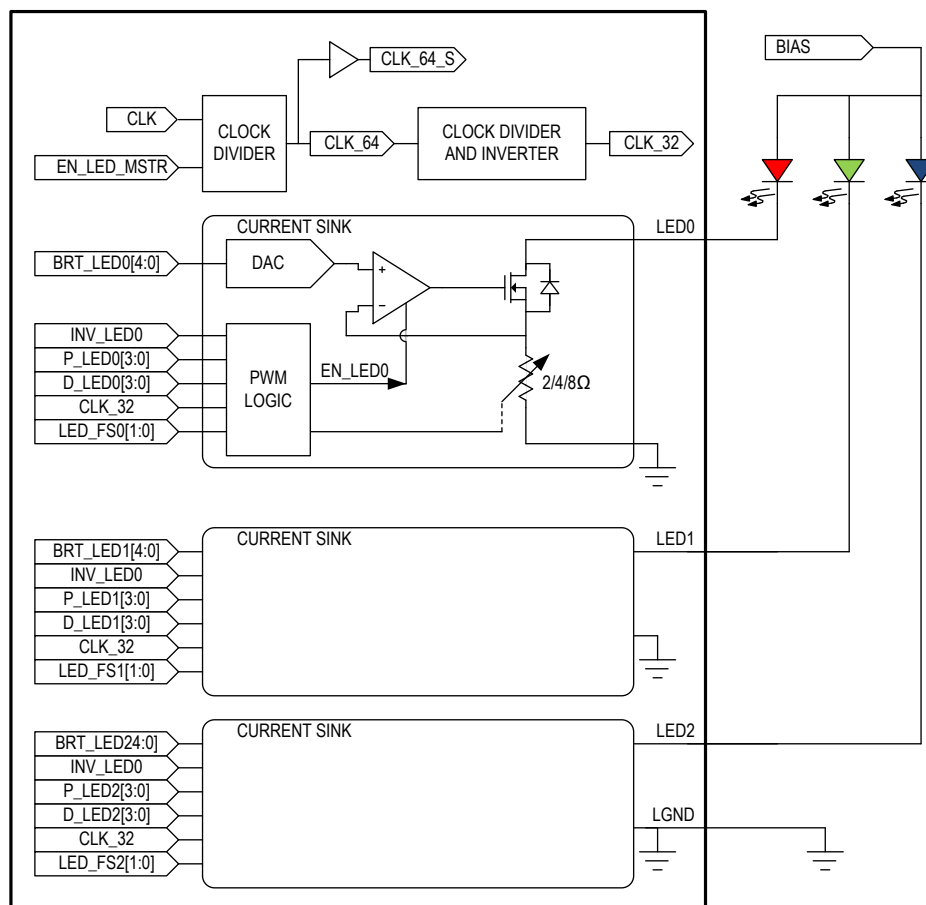 BIAS
CLK_64_S
CLK
CLOCK
DIVIDER
CLK_64
CLOCK DIVIDER
AND INVERTER
CLK_32
EN_LED_MSTR
CURRENT SINK
LED0
BRT_LED0[4:0]
DAC
+
–
INV_LED0
P_LED0[3:0]
D_LED0[3:0]
CLK_32
LED_FS0[1:0]
PWM
LOGIC
EN_LED0
2/4/8Ω
CURRENT SINK
LED1
BRT_LED1[4:0]
INV_LED0
P_LED1[3:0]
D_LED1[3:0]
CLK_32
LED_FS1[1:0]
CURRENT SINK
LED2
BRT_LED24:0]
INV_LED0
P_LED2[3:0]
D_LED2[3:0]
CLK_32
LED_FS2[1:0]
LGND